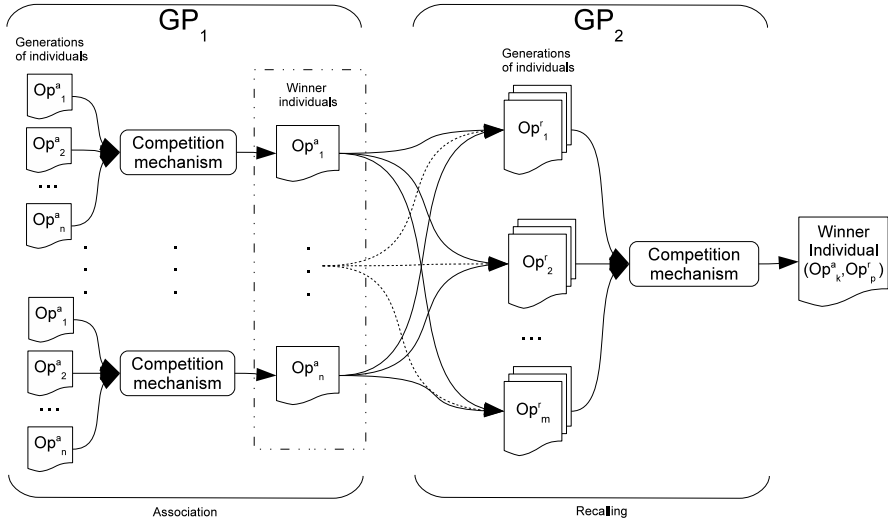 GP1
Generations
of individuals
Op^a_1
Op^a_2
...
Op^a_n
Competition
mechanism
Winner
individuals
Op^a_1
Op^a_1
Op^a_2
...
Op^a_n
Competition
mechanism
Op^a_n
Association
GP2
Generations
of individuals
Op^r_1
Op^r_2
...
Op^r_m
Competition
mechanism
Recalling
Winner
Individual
(Op^a_k,Op^r_p)